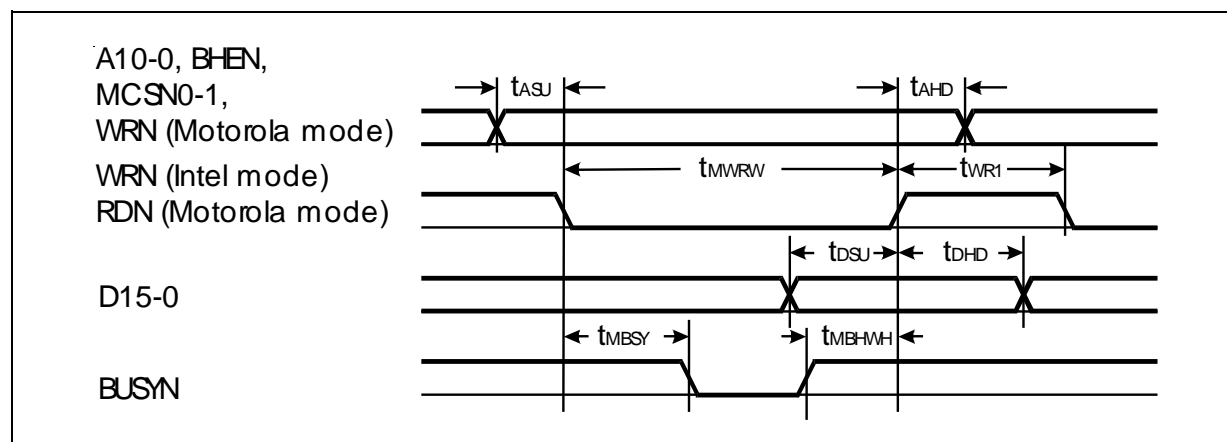 A10-0, BHEN,
MCSN0-1,
WRN (Motorola mode)
tASU
tAHD
WRN (Intel mode)
RDN (Motorola mode)
tMWRW
tWR1
D15-0
tDSU
tDHD
BUSYN
tMBSY
tMBHWH